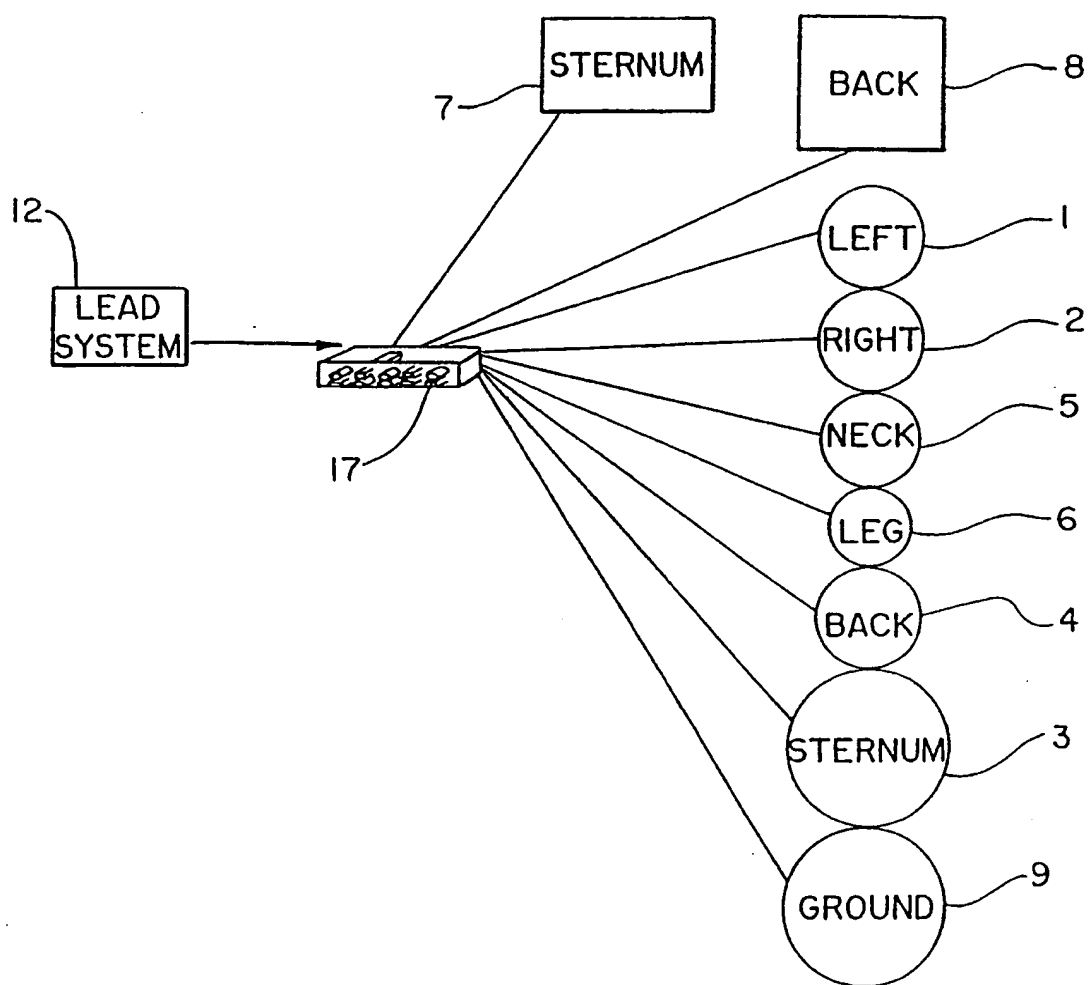 STERNUM
7
BACK
8
12
LEAD
SYSTEM
17
LEFT
1
RIGHT
2
NECK
5
LEG
6
BACK
4
STERNUM
3
GROUND
9